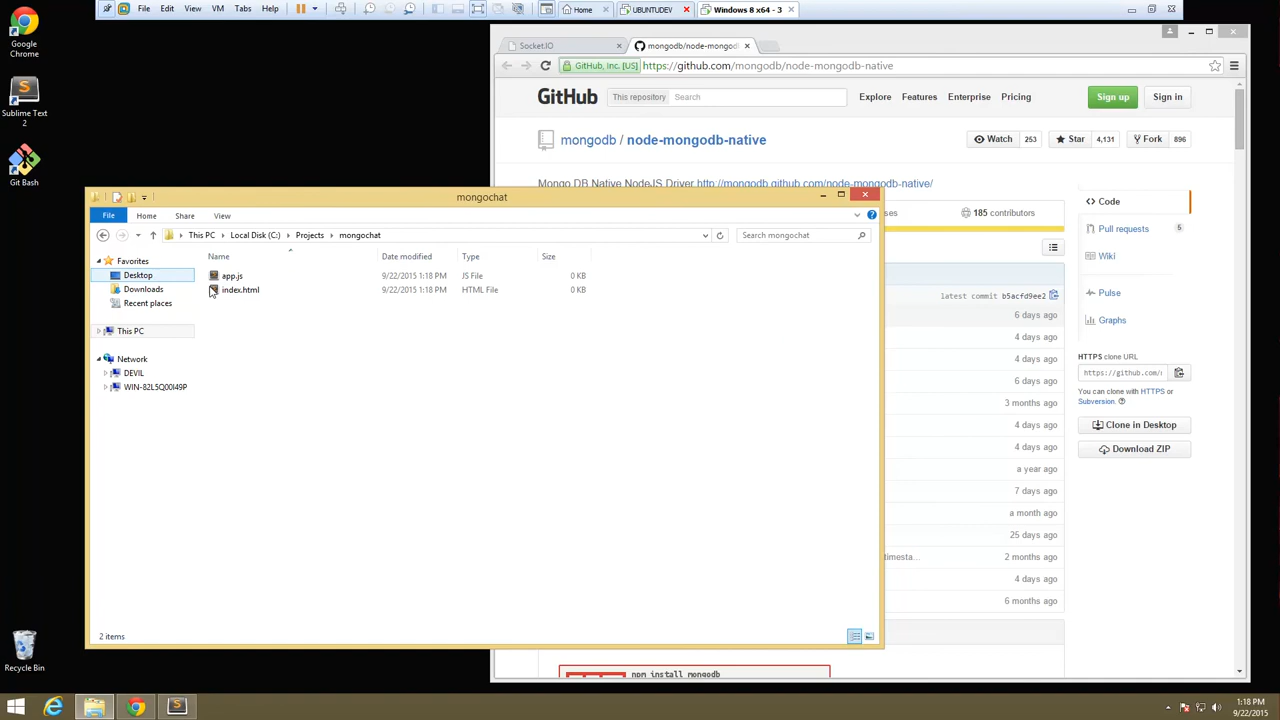 File Edit View VM Tabs Help
Home UBUNTUDEV Windows 8 x64 - 3
Google Chrome
Sublime Text 2
Git Bash
Recycle Bin
Socket.IO mongodb/node-mongodb
GitHub, Inc. [US] https://github.com/mongodb/node-mongodb-native
GitHub This repository Search Explore Features Enterprise Pricing Sign up Sign in
mongodb / node-mongodb-native Watch 253 Star 4,131 Fork 896
Mongo DB Native NodeJS Driver http://mongodb.github.com/node-mongodb-native/
185 contributors
latest commit b5acfd9ee2
6 days ago
4 days ago
4 days ago
6 days ago
3 months ago
4 days ago
4 days ago
a year ago
7 days ago
a month ago
25 days ago
2 months ago
4 days ago
6 months ago
Code
Pull requests 5
Wiki
Pulse
Graphs
HTTPS clone URL
https://github.com/
You can clone with HTTPS or
Subversion.
Clone in Desktop
Download ZIP
npm install mongodb
mongochat
File Home Share View
This PC Local Disk (C:) Projects mongochat Search mongochat
Name Date modified Type Size
app.js 9/22/2015 1:18 PM JS File 0 KB
index.html 9/22/2015 1:18 PM HTML File 0 KB
Favorites
Desktop
Downloads
Recent places
This PC
Network
DEVIL
WIN-82L5Q00I49P
2 items
1:18 PM
9/22/2015